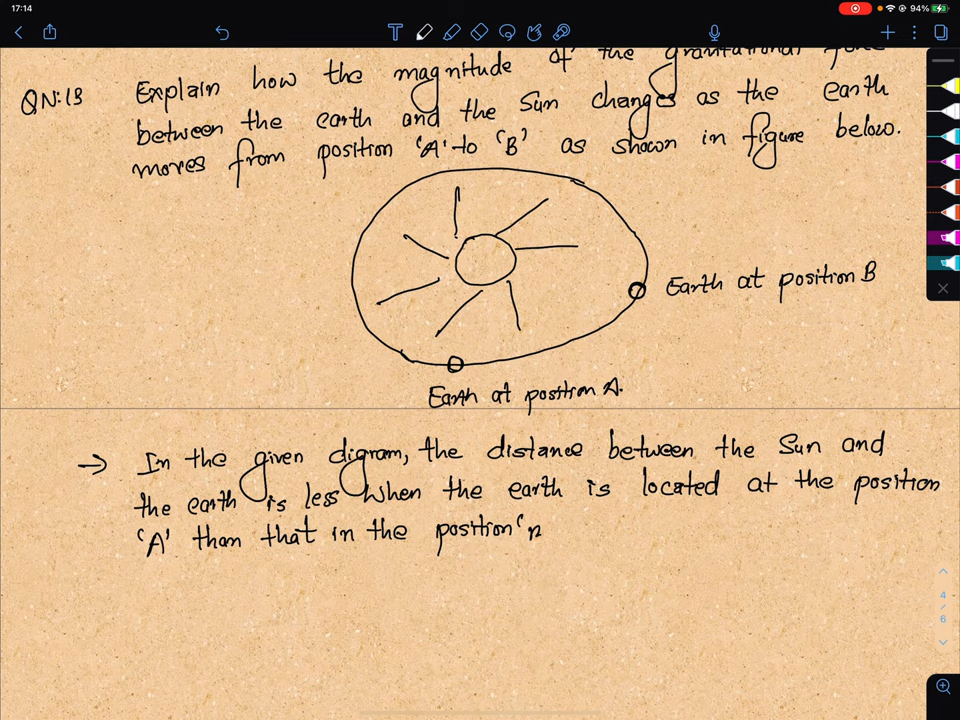 17:14
94%
QN:13 Explain how the magnitude of the gravitational force
between the earth and the Sun changes as the earth
moves from position 'A' to 'B' as shown in figure below.
Earth at position B
Earth at position A.
→ In the given digram, the distance between the Sun and
the earth is less when the earth is located at the position
'A' than that in the position '
4
/
6